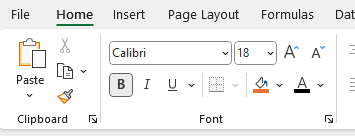 File Home Insert Page Layout Formulas
Calibri 18 A A
Paste B I U A
Clipboard Font